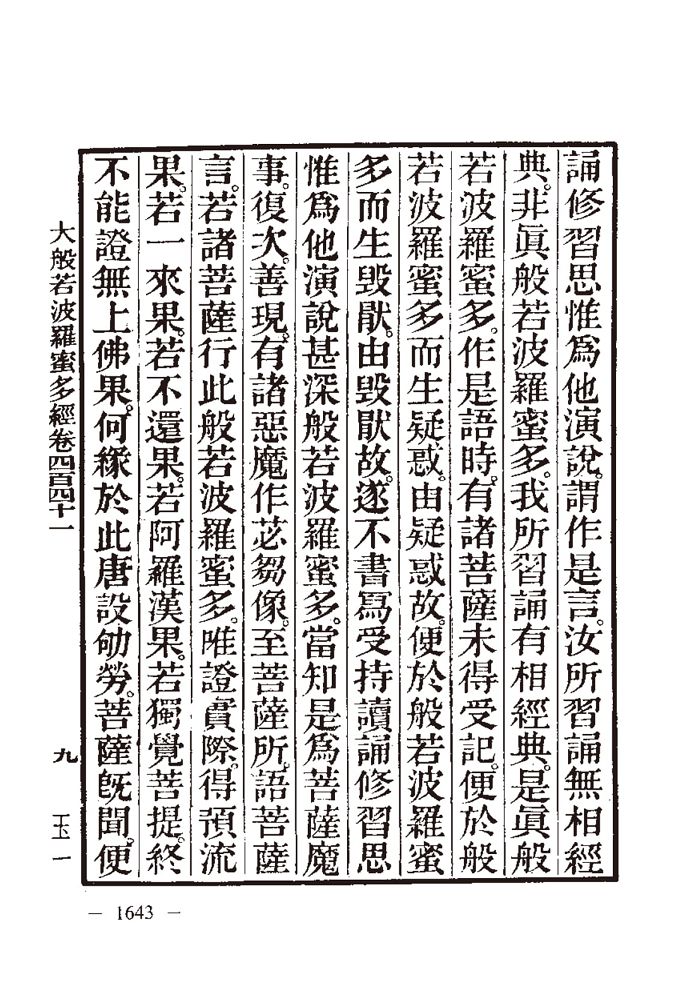 誦修習思惟爲他演說。謂作是言。汝所習誦無相經
典。非眞般若波羅蜜多。我所習誦有相經典。是眞般
若波羅蜜多。作是語時。有諸菩薩未得受記。便於般
若波羅蜜多而生疑惑。由疑惑故。便於般若波羅蜜
多而生毀猒。由毀猒故。遂不書寫受持讀誦修習思
惟爲他演說甚深般若波羅蜜多。當知是爲菩薩魔
事。復次。善現。有諸惡魔作苾芻像。至菩薩所。語菩薩
言。若諸菩薩行此般若波羅蜜多。唯證實際。得預流
果。若一來果。若不還果。若阿羅漢果。若獨覺菩提。終
不能證無上佛果。何緣於此唐設劬勞。菩薩旣聞。便
大般若波羅蜜多經卷四百四十一
九
玉一
— 1643 —